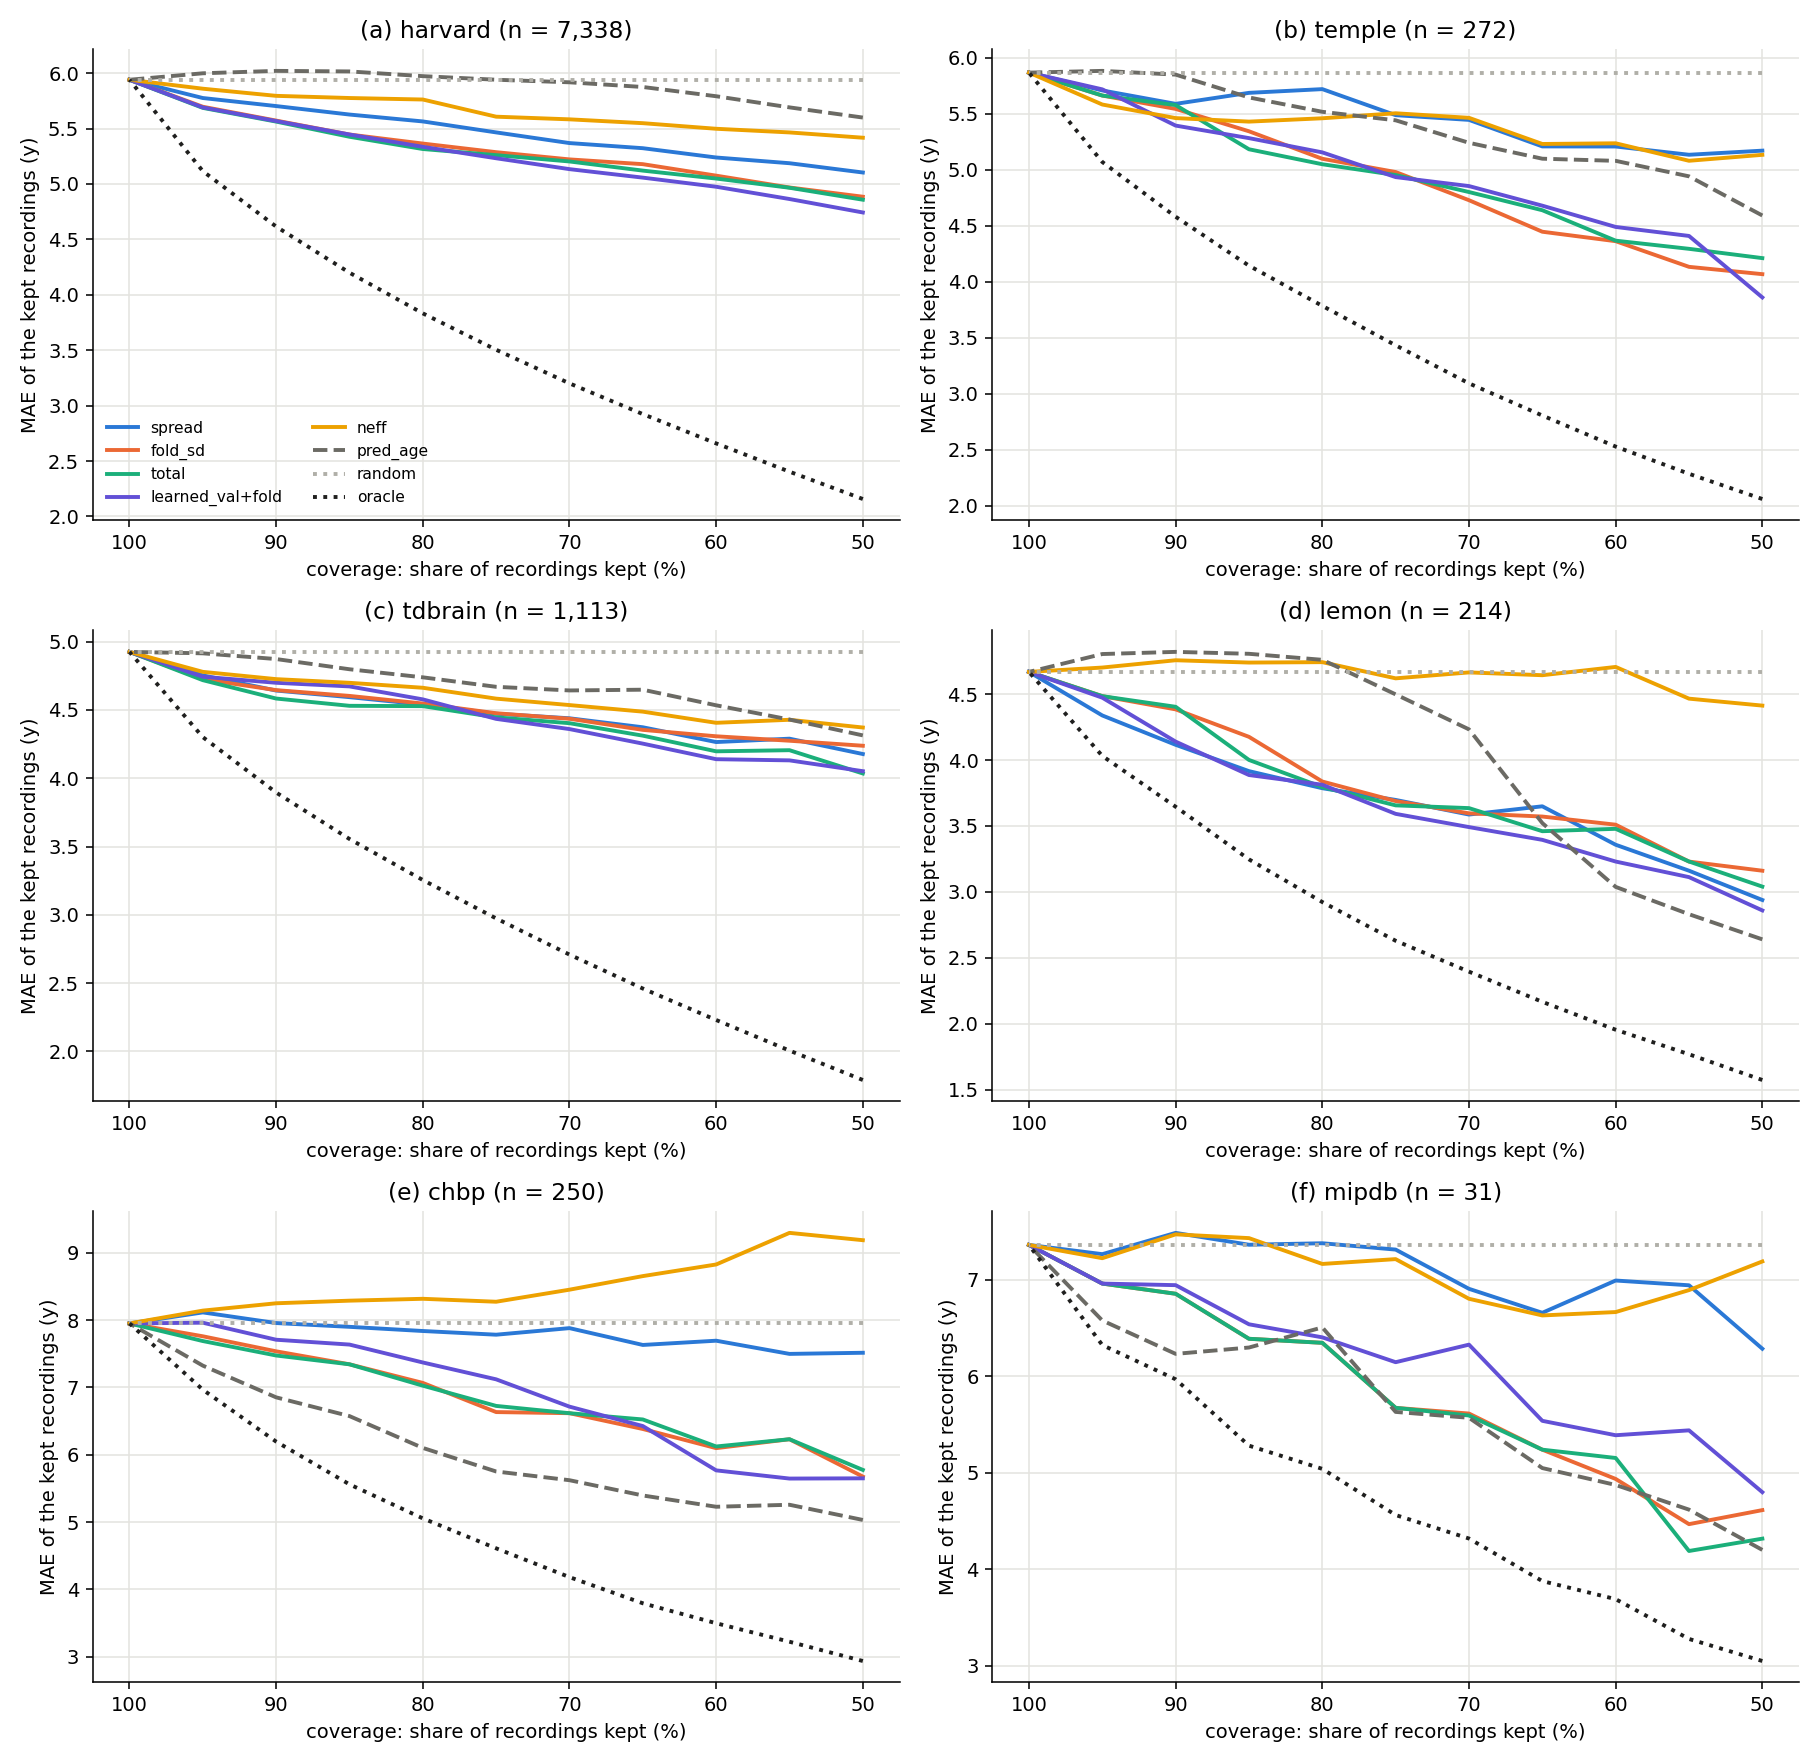 (a) harvard (n = 7,338)
MAE of the kept recordings (y)
6.0
5.5
5.0
4.5
4.0
3.5
3.0
2.5
2.0
spread
fold_sd
total
learned_val+fold
neff
pred_age
random
oracle
100 90 80 70 60 50
coverage: share of recordings kept (%)
(b) temple (n = 272)
MAE of the kept recordings (y)
6.0
5.5
5.0
4.5
4.0
3.5
3.0
2.5
2.0
100 90 80 70 60 50
coverage: share of recordings kept (%)
(c) tdbrain (n = 1,113)
MAE of the kept recordings (y)
5.0
4.5
4.0
3.5
3.0
2.5
2.0
100 90 80 70 60 50
coverage: share of recordings kept (%)
(d) lemon (n = 214)
MAE of the kept recordings (y)
4.5
4.0
3.5
3.0
2.5
2.0
1.5
100 90 80 70 60 50
coverage: share of recordings kept (%)
(e) chbp (n = 250)
MAE of the kept recordings (y)
9
8
7
6
5
4
3
100 90 80 70 60 50
coverage: share of recordings kept (%)
(f) mipdb (n = 31)
MAE of the kept recordings (y)
7
6
5
4
3
100 90 80 70 60 50
coverage: share of recordings kept (%)